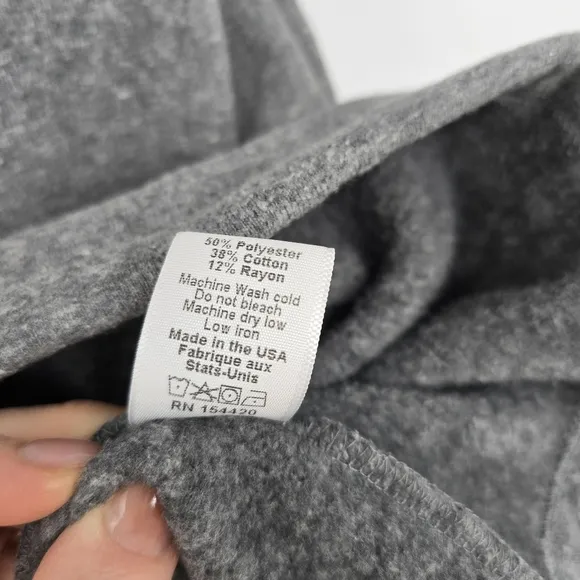 50% Polyester
38% Cotton
12% Rayon
Machine Wash cold
Do not bleach
Machine dry low
Low iron
Made in the USA
Fabrique aux
Stats-Unis
RN 154420